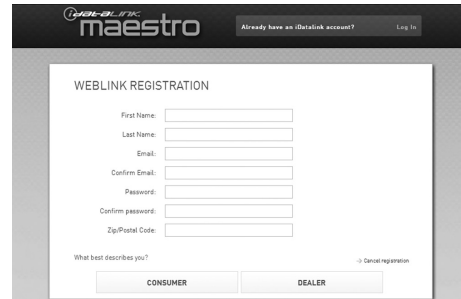 iDataLink
maestro
Already have an iDatalink account? Log In
WEBLINK REGISTRATION
First Name:
Last Name:
Email:
Confirm Email:
Password:
Confirm password:
Zip/Postal Code:
What best describes you?
-> Cancel registration
CONSUMER DEALER